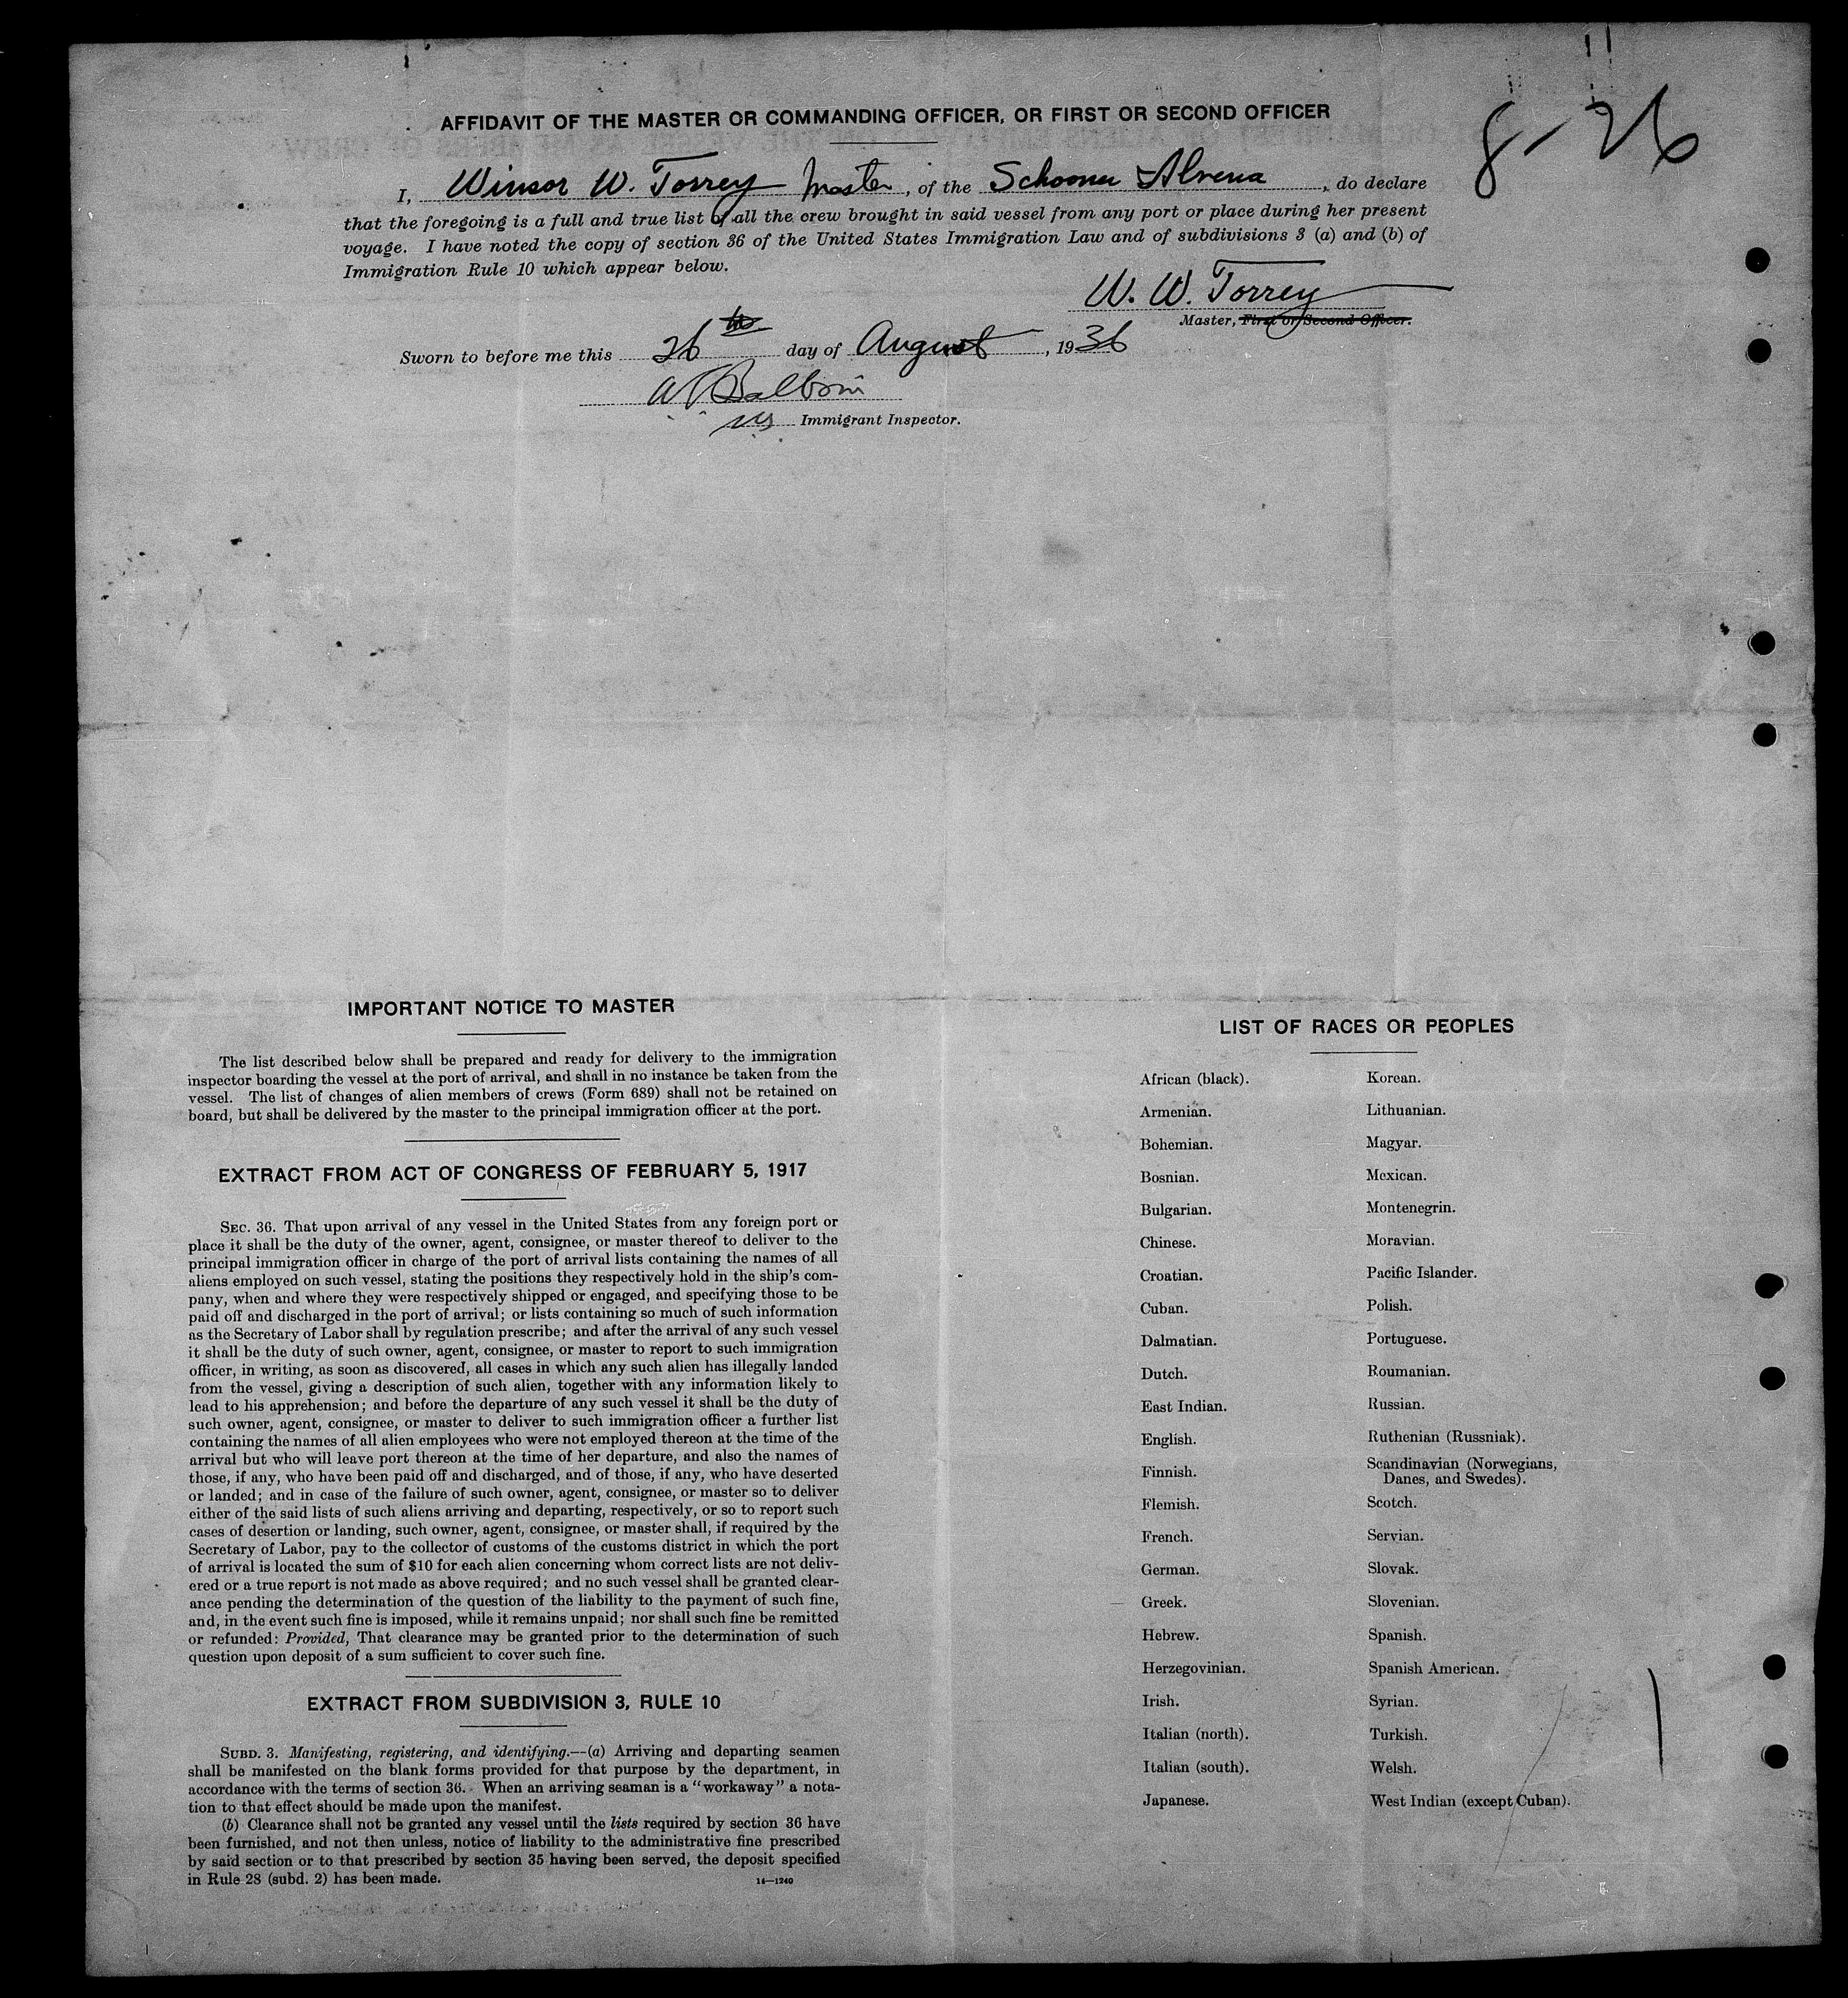 8-26
AFFIDAVIT OF THE MASTER OR COMMANDING OFFICER, OR FIRST OR SECOND OFFICER
I, Winsor W. Torrey Master, of the Schooner Alvena, do declare
that the foregoing is a full and true list of all the crew brought in said vessel from any port or place during her present
voyage. I have noted the copy of section 36 of the United States Immigration Law and of subdivisions 3 (a) and (b) of
Immigration Rule 10 which appear below.
W. W. Torrey
Master, First or Second Officer.
Sworn to before me this 26th day of August, 1936
Immigrant Inspector.
IMPORTANT NOTICE TO MASTER
The list described below shall be prepared and ready for delivery to the immigration
inspector boarding the vessel at the port of arrival, and shall in no instance be taken from the
vessel. The list of changes of alien members of crews (Form 689) shall not be retained on
board, but shall be delivered by the master to the principal immigration officer at the port.
EXTRACT FROM ACT OF CONGRESS OF FEBRUARY 5, 1917
SEC. 36. That upon arrival of any vessel in the United States from any foreign port or
place it shall be the duty of the owner, agent, consignee, or master thereof to deliver to the
principal immigration officer in charge of the port of arrival lists containing the names of all
aliens employed on such vessel, stating the positions they respectively hold in the ship's com-
pany, when and where they were respectively shipped or engaged, and specifying those to be
paid off and discharged in the port of arrival; or lists containing so much of such information
as the Secretary of Labor shall by regulation prescribe; and after the arrival of any such vessel
it shall be the duty of such owner, agent, consignee, or master to report to such immigration
officer, in writing, as soon as discovered, all cases in which any such alien has illegally landed
from the vessel, giving a description of such alien, together with any information likely to
lead to his apprehension; and before the departure of any such vessel it shall be the duty of
such owner, agent, consignee, or master to deliver to such immigration officer a further list
containing the names of all alien employees who were not employed thereon at the time of the
arrival but who will leave port thereon at the time of her departure, and also the names of
those, if any, who have been paid off and discharged, and of those, if any, who have deserted
or landed; and in case of the failure of such owner, agent, consignee, or master so to deliver
either of the said lists of such aliens arriving and departing, respectively, or so to report such
cases of desertion or landing, such owner, agent, consignee, or master shall, if required by the
Secretary of Labor, pay to the collector of customs of the customs district in which the port
of arrival is located the sum of $10 for each alien concerning whom correct lists are not deliv-
ered or a true report is not made as above required; and no such vessel shall be granted clear-
ance pending the determination of the question of the liability to the payment of such fine,
and, in the event such fine is imposed, while it remains unpaid; nor shall such fine be remitted
or refunded: Provided, That clearance may be granted prior to the determination of such
question upon deposit of a sum sufficient to cover such fine.
EXTRACT FROM SUBDIVISION 3, RULE 10
SUBD. 3. Manifesting, registering, and identifying.—(a) Arriving and departing seamen
shall be manifested on the blank forms provided for that purpose by the department, in
accordance with the terms of section 36. When an arriving seaman is a "workaway" a nota-
tion to that effect should be made upon the manifest.
(b) Clearance shall not be granted any vessel until the lists required by section 36 have
been furnished, and not then unless, notice of liability to the administrative fine prescribed
by said section or to that prescribed by section 35 having been served, the deposit specified
in Rule 28 (subd. 2) has been made.
14—1240
LIST OF RACES OR PEOPLES
African (black).
Armenian.
Bohemian.
Bosnian.
Bulgarian.
Chinese.
Croatian.
Cuban.
Dalmatian.
Dutch.
East Indian.
English.
Finnish.
Flemish.
French.
German.
Greek.
Hebrew.
Herzegovinian.
Irish.
Italian (north).
Italian (south).
Japanese.
Korean.
Lithuanian.
Magyar.
Mexican.
Montenegrin.
Moravian.
Pacific Islander.
Polish.
Portuguese.
Roumanian.
Russian.
Ruthenian (Russniak).
Scandinavian (Norwegians,
Danes, and Swedes).
Scotch.
Servian.
Slovak.
Slovenian.
Spanish.
Spanish American.
Syrian.
Turkish.
Welsh.
West Indian (except Cuban).